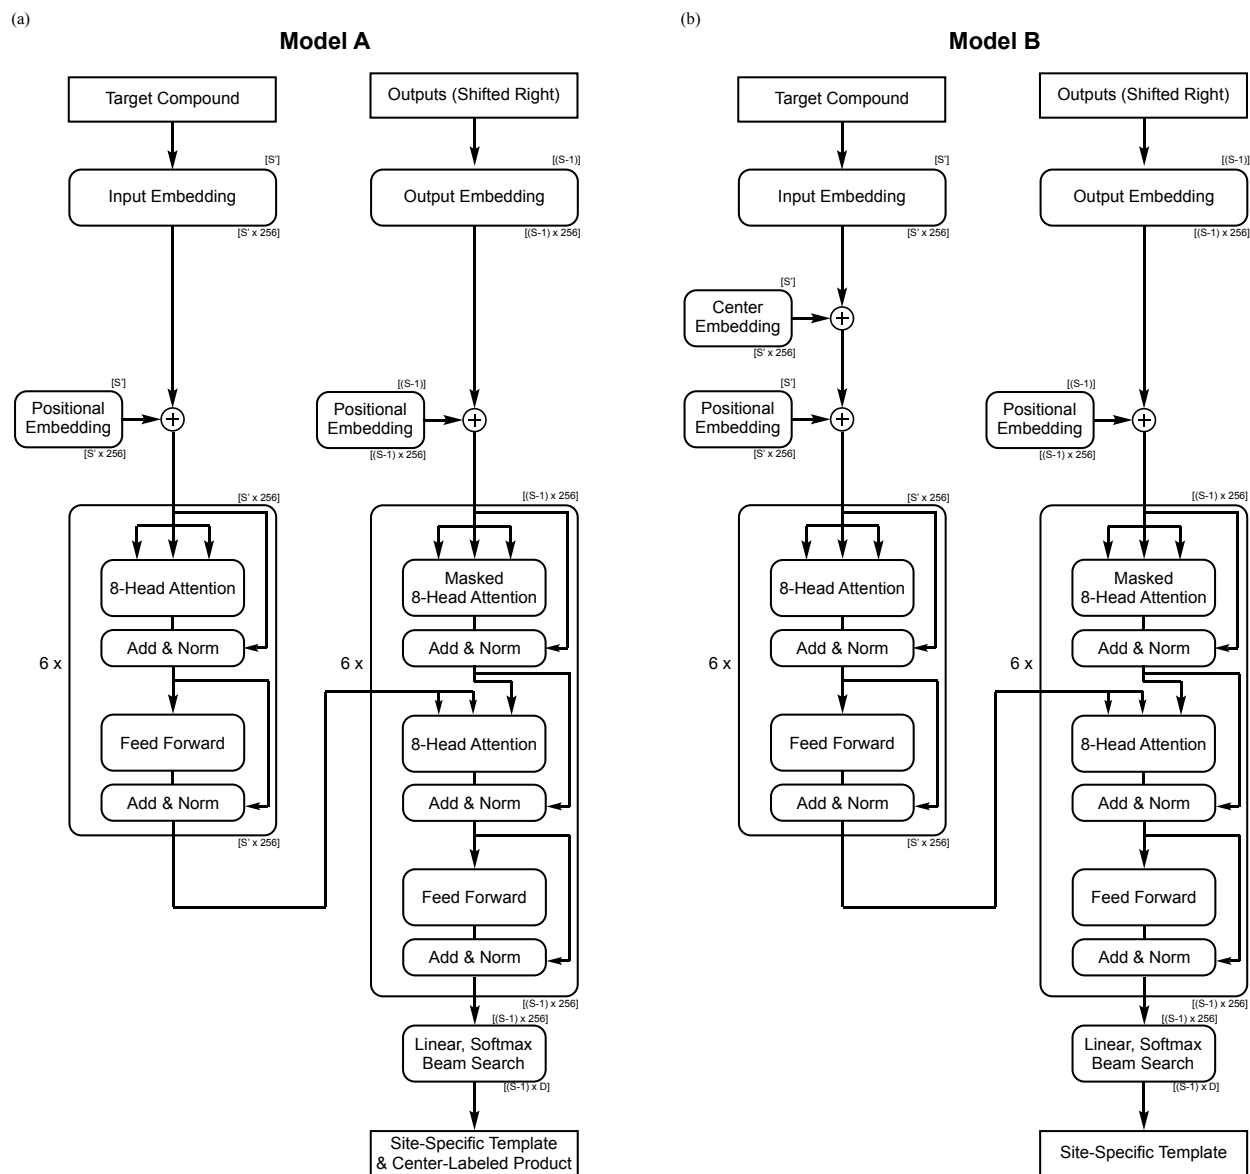 (a)
Model A
Target Compound
Outputs (Shifted Right)
[S']
[(S-1)]
Input Embedding
Output Embedding
[S' x 256]
[(S-1) x 256]
[S']
[(S-1)]
Positional
Embedding
Positional
Embedding
[S' x 256]
[(S-1) x 256]
[S' x 256]
[(S-1) x 256]
8-Head Attention
Masked
8-Head Attention
Add & Norm
Add & Norm
6 x
6 x
Feed Forward
8-Head Attention
Add & Norm
Add & Norm
[S' x 256]
Feed Forward
Add & Norm
[(S-1) x 256]
[(S-1) x 256]
Linear, Softmax
Beam Search
[(S-1) x D]
Site-Specific Template
& Center-Labeled Product
(b)
Model B
Target Compound
Outputs (Shifted Right)
[S']
[(S-1)]
Input Embedding
Output Embedding
[S' x 256]
[(S-1) x 256]
[S']
Center
Embedding
[S' x 256]
[S']
[(S-1)]
Positional
Embedding
Positional
Embedding
[S' x 256]
[(S-1) x 256]
[S' x 256]
[(S-1) x 256]
8-Head Attention
Masked
8-Head Attention
Add & Norm
Add & Norm
6 x
6 x
Feed Forward
8-Head Attention
Add & Norm
Add & Norm
[S' x 256]
Feed Forward
Add & Norm
[(S-1) x 256]
[(S-1) x 256]
Linear, Softmax
Beam Search
[(S-1) x D]
Site-Specific Template